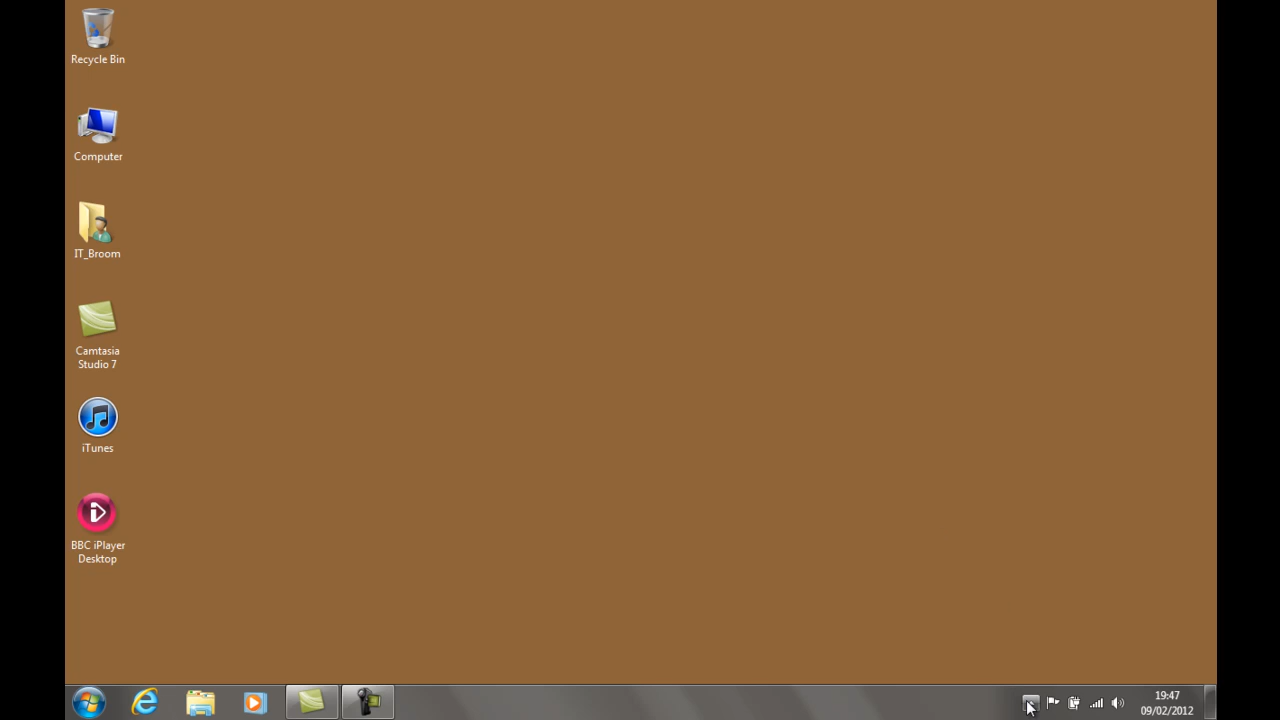 Recycle Bin
Computer
IT_Broom
Camtasia
Studio 7
iTunes
BBC iPlayer
Desktop
19:47
09/02/2012